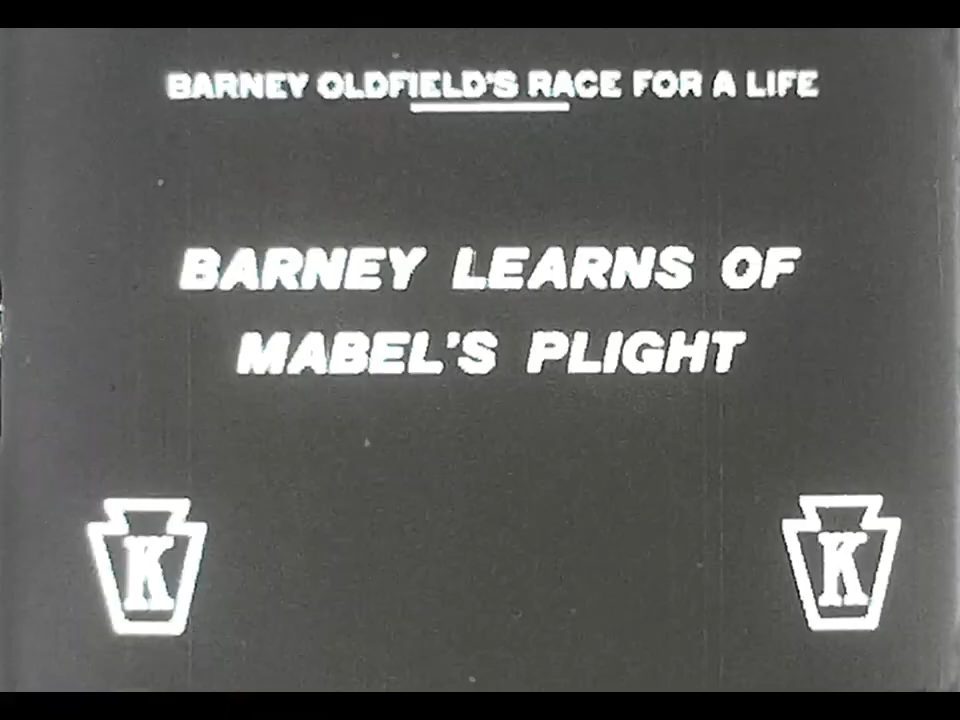 BARNEY OLDFIELD'S RACE FOR A LIFE
BARNEY LEARNS OF
MABEL'S PLIGHT
K
K